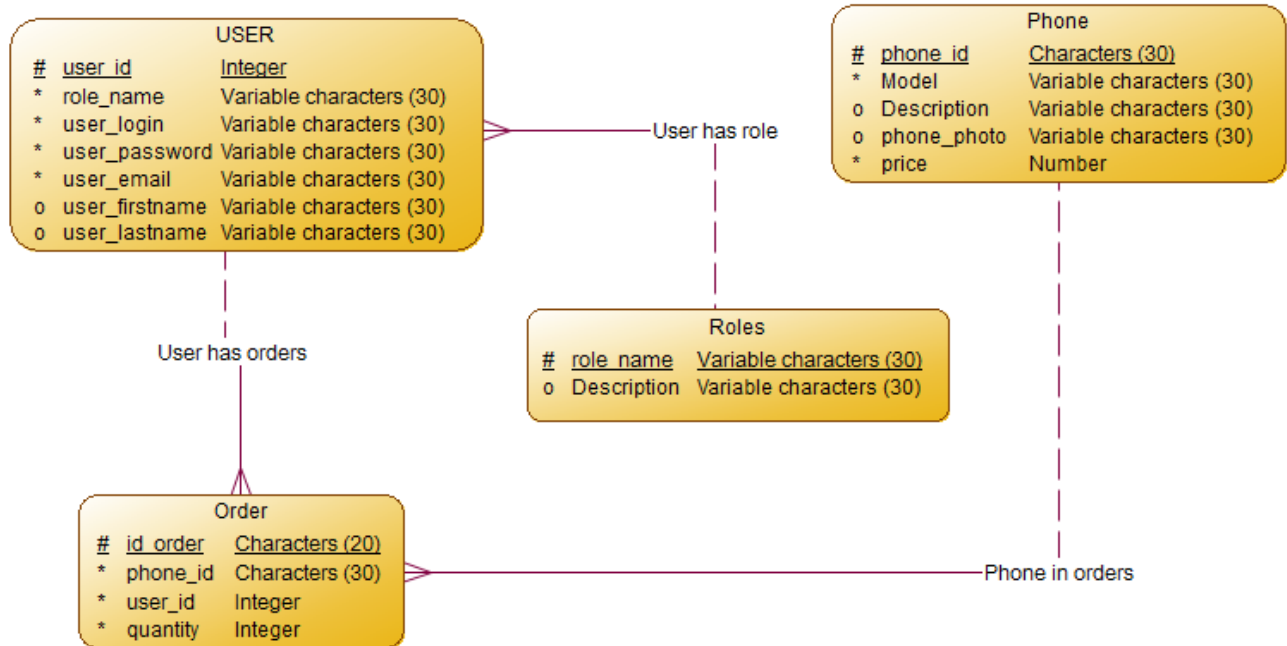 USER
# user_id Integer
* role_name Variable characters (30)
* user_login Variable characters (30)
* user_password Variable characters (30)
* user_email Variable characters (30)
o user_firstname Variable characters (30)
o user_lastname Variable characters (30)
Phone
# phone_id Characters (30)
* Model Variable characters (30)
o Description Variable characters (30)
o phone_photo Variable characters (30)
* price Number
User has role
Roles
# role_name Variable characters (30)
o Description Variable characters (30)
User has orders
Order
# id_order Characters (20)
* phone_id Characters (30)
* user_id Integer
* quantity Integer
Phone in orders